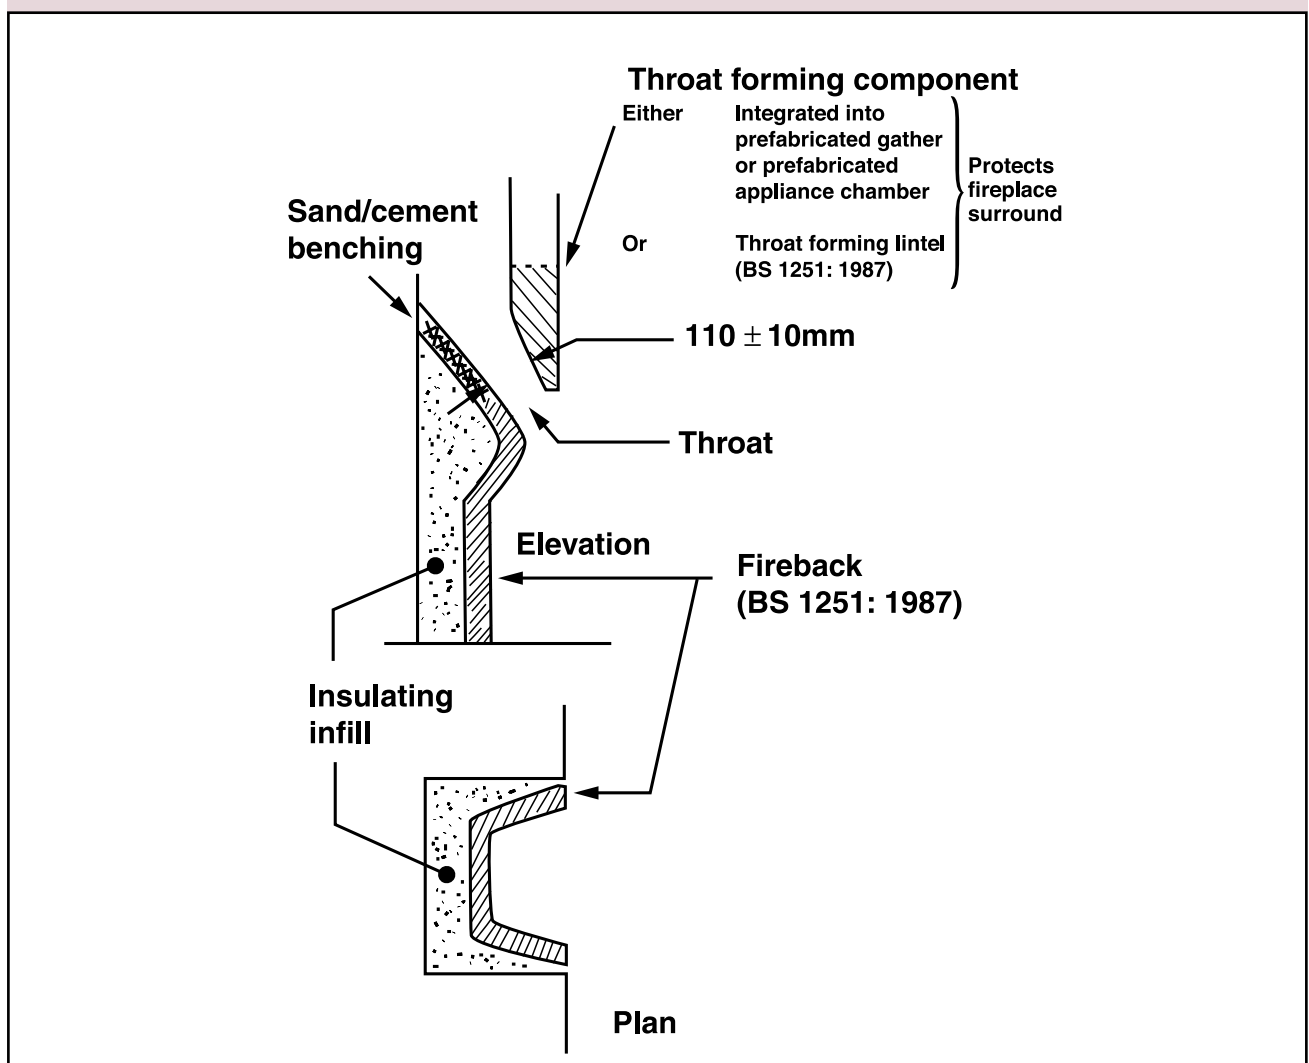 Throat forming component
Either Integrated into
prefabricated gather
or prefabricated
appliance chamber
Or Throat forming lintel
(BS 1251: 1987)
Protects
fireplace
surround
Sand/cement
benching
110 ± 10mm
Throat
Elevation
Fireback
(BS 1251: 1987)
Insulating
infill
Plan